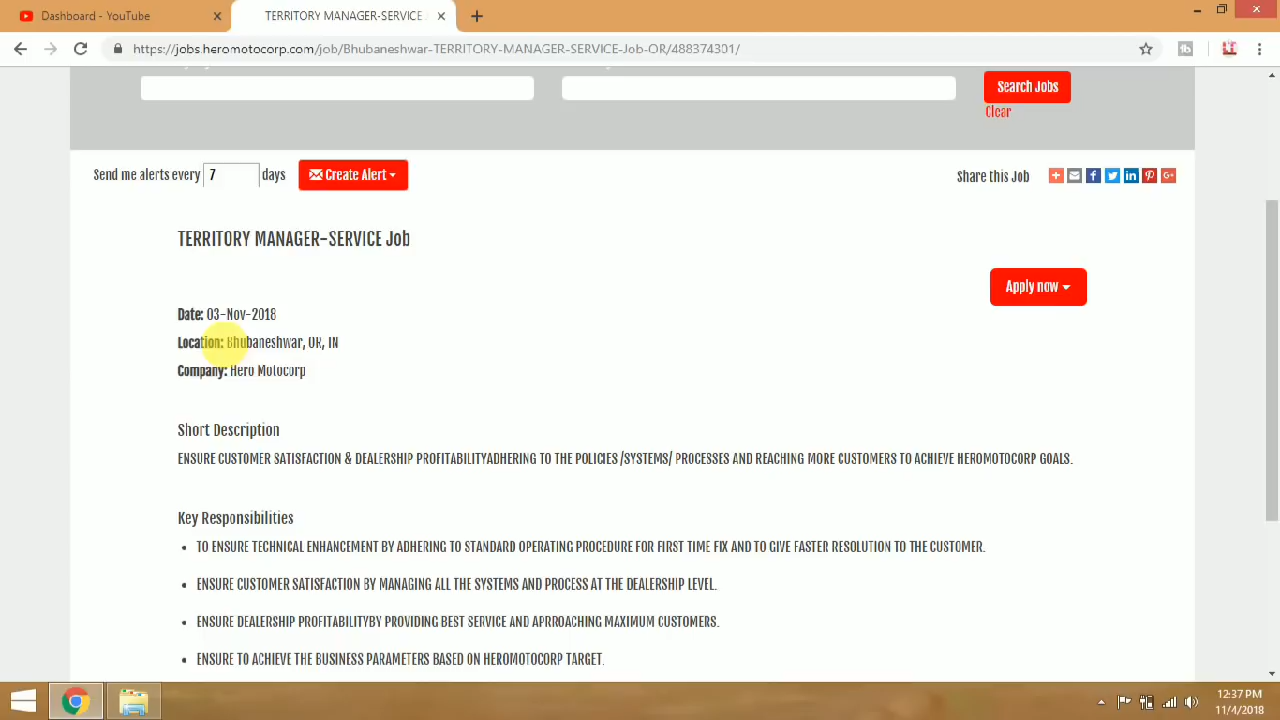 Dashboard - YouTube
TERRITORY MANAGER-SERVICE J
https://jobs.heromotocorp.com/job/Bhubaneshwar-TERRITORY-MANAGER-SERVICE-Job-OR/488374301/
Search Jobs
Clear
Send me alerts every 7 days Create Alert
Share this Job
TERRITORY MANAGER-SERVICE Job
Apply now
Date: 03-Nov-2018
Location: Bhubaneshwar, OR, IN
Company: Hero Motocorp
Short Description
ENSURE CUSTOMER SATISFACTION & DEALERSHIP PROFITABILITYADHERING TO THE POLICIES /SYSTEMS/ PROCESSES AND REACHING MORE CUSTOMERS TO ACHIEVE HEROMOTOCORP GOALS.
Key Responsibilities
• TO ENSURE TECHNICAL ENHANCEMENT BY ADHERING TO STANDARD OPERATING PROCEDURE FOR FIRST TIME FIX AND TO GIVE FASTER RESOLUTION TO THE CUSTOMER.
• ENSURE CUSTOMER SATISFACTION BY MANAGING ALL THE SYSTEMS AND PROCESS AT THE DEALERSHIP LEVEL.
• ENSURE DEALERSHIP PROFITABILITYBY PROVIDING BEST SERVICE AND APRROACHING MAXIMUM CUSTOMERS.
• ENSURE TO ACHIEVE THE BUSINESS PARAMETERS BASED ON HEROMOTOCORP TARGET.
12:37 PM
11/4/2018